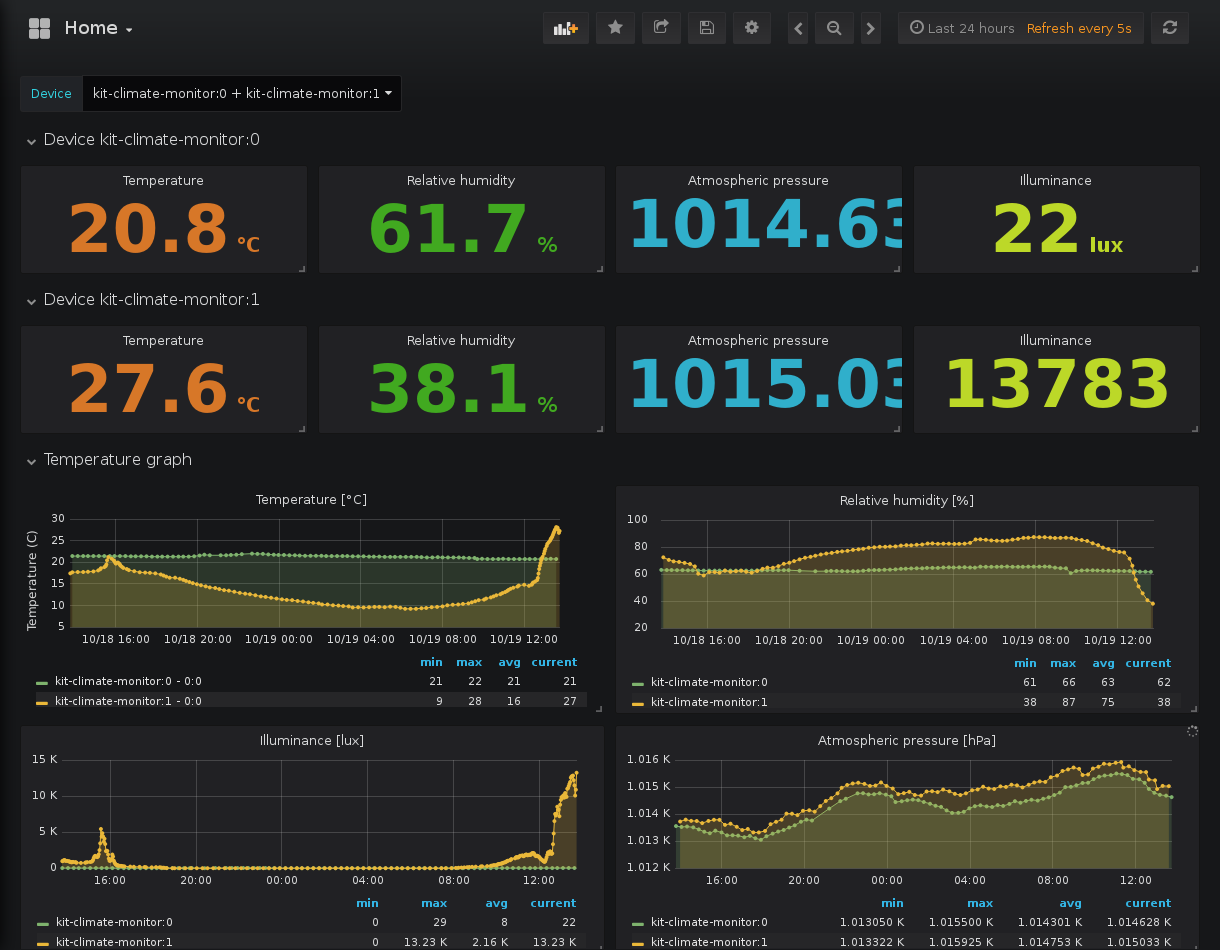 Home
Last 24 hours Refresh every 5s
Device kit-climate-monitor:0 + kit-climate-monitor:1
Device kit-climate-monitor:0
Temperature Relative humidity Atmospheric pressure Illuminance
20.8 °C 61.7 % 1014.63 22 lux
Device kit-climate-monitor:1
Temperature Relative humidity Atmospheric pressure Illuminance
27.6 °C 38.1 % 1015.03 13783
Temperature graph
Temperature [°C]
Temperature (C)
30
25
20
15
10
5
10/18 16:00 10/18 20:00 10/19 00:00 10/19 04:00 10/19 08:00 10/19 12:00
min max avg current
kit-climate-monitor:0 - 0:0 21 22 21 21
kit-climate-monitor:1 - 0:0 9 28 16 27
Relative humidity [%]
100
80
60
40
20
10/18 16:00 10/18 20:00 10/19 00:00 10/19 04:00 10/19 08:00 10/19 12:00
min max avg current
kit-climate-monitor:0 61 66 63 62
kit-climate-monitor:1 38 87 75 38
Illuminance [lux]
15 K
10 K
5 K
0
16:00 20:00 00:00 04:00 08:00 12:00
min max avg current
kit-climate-monitor:0 0 29 8 22
kit-climate-monitor:1 0 13.23 K 2.16 K 13.23 K
Atmospheric pressure [hPa]
1.016 K
1.015 K
1.014 K
1.013 K
1.012 K
16:00 20:00 00:00 04:00 08:00 12:00
min max avg current
kit-climate-monitor:0 1.013050 K 1.015500 K 1.014301 K 1.014628 K
kit-climate-monitor:1 1.013322 K 1.015925 K 1.014753 K 1.015033 K